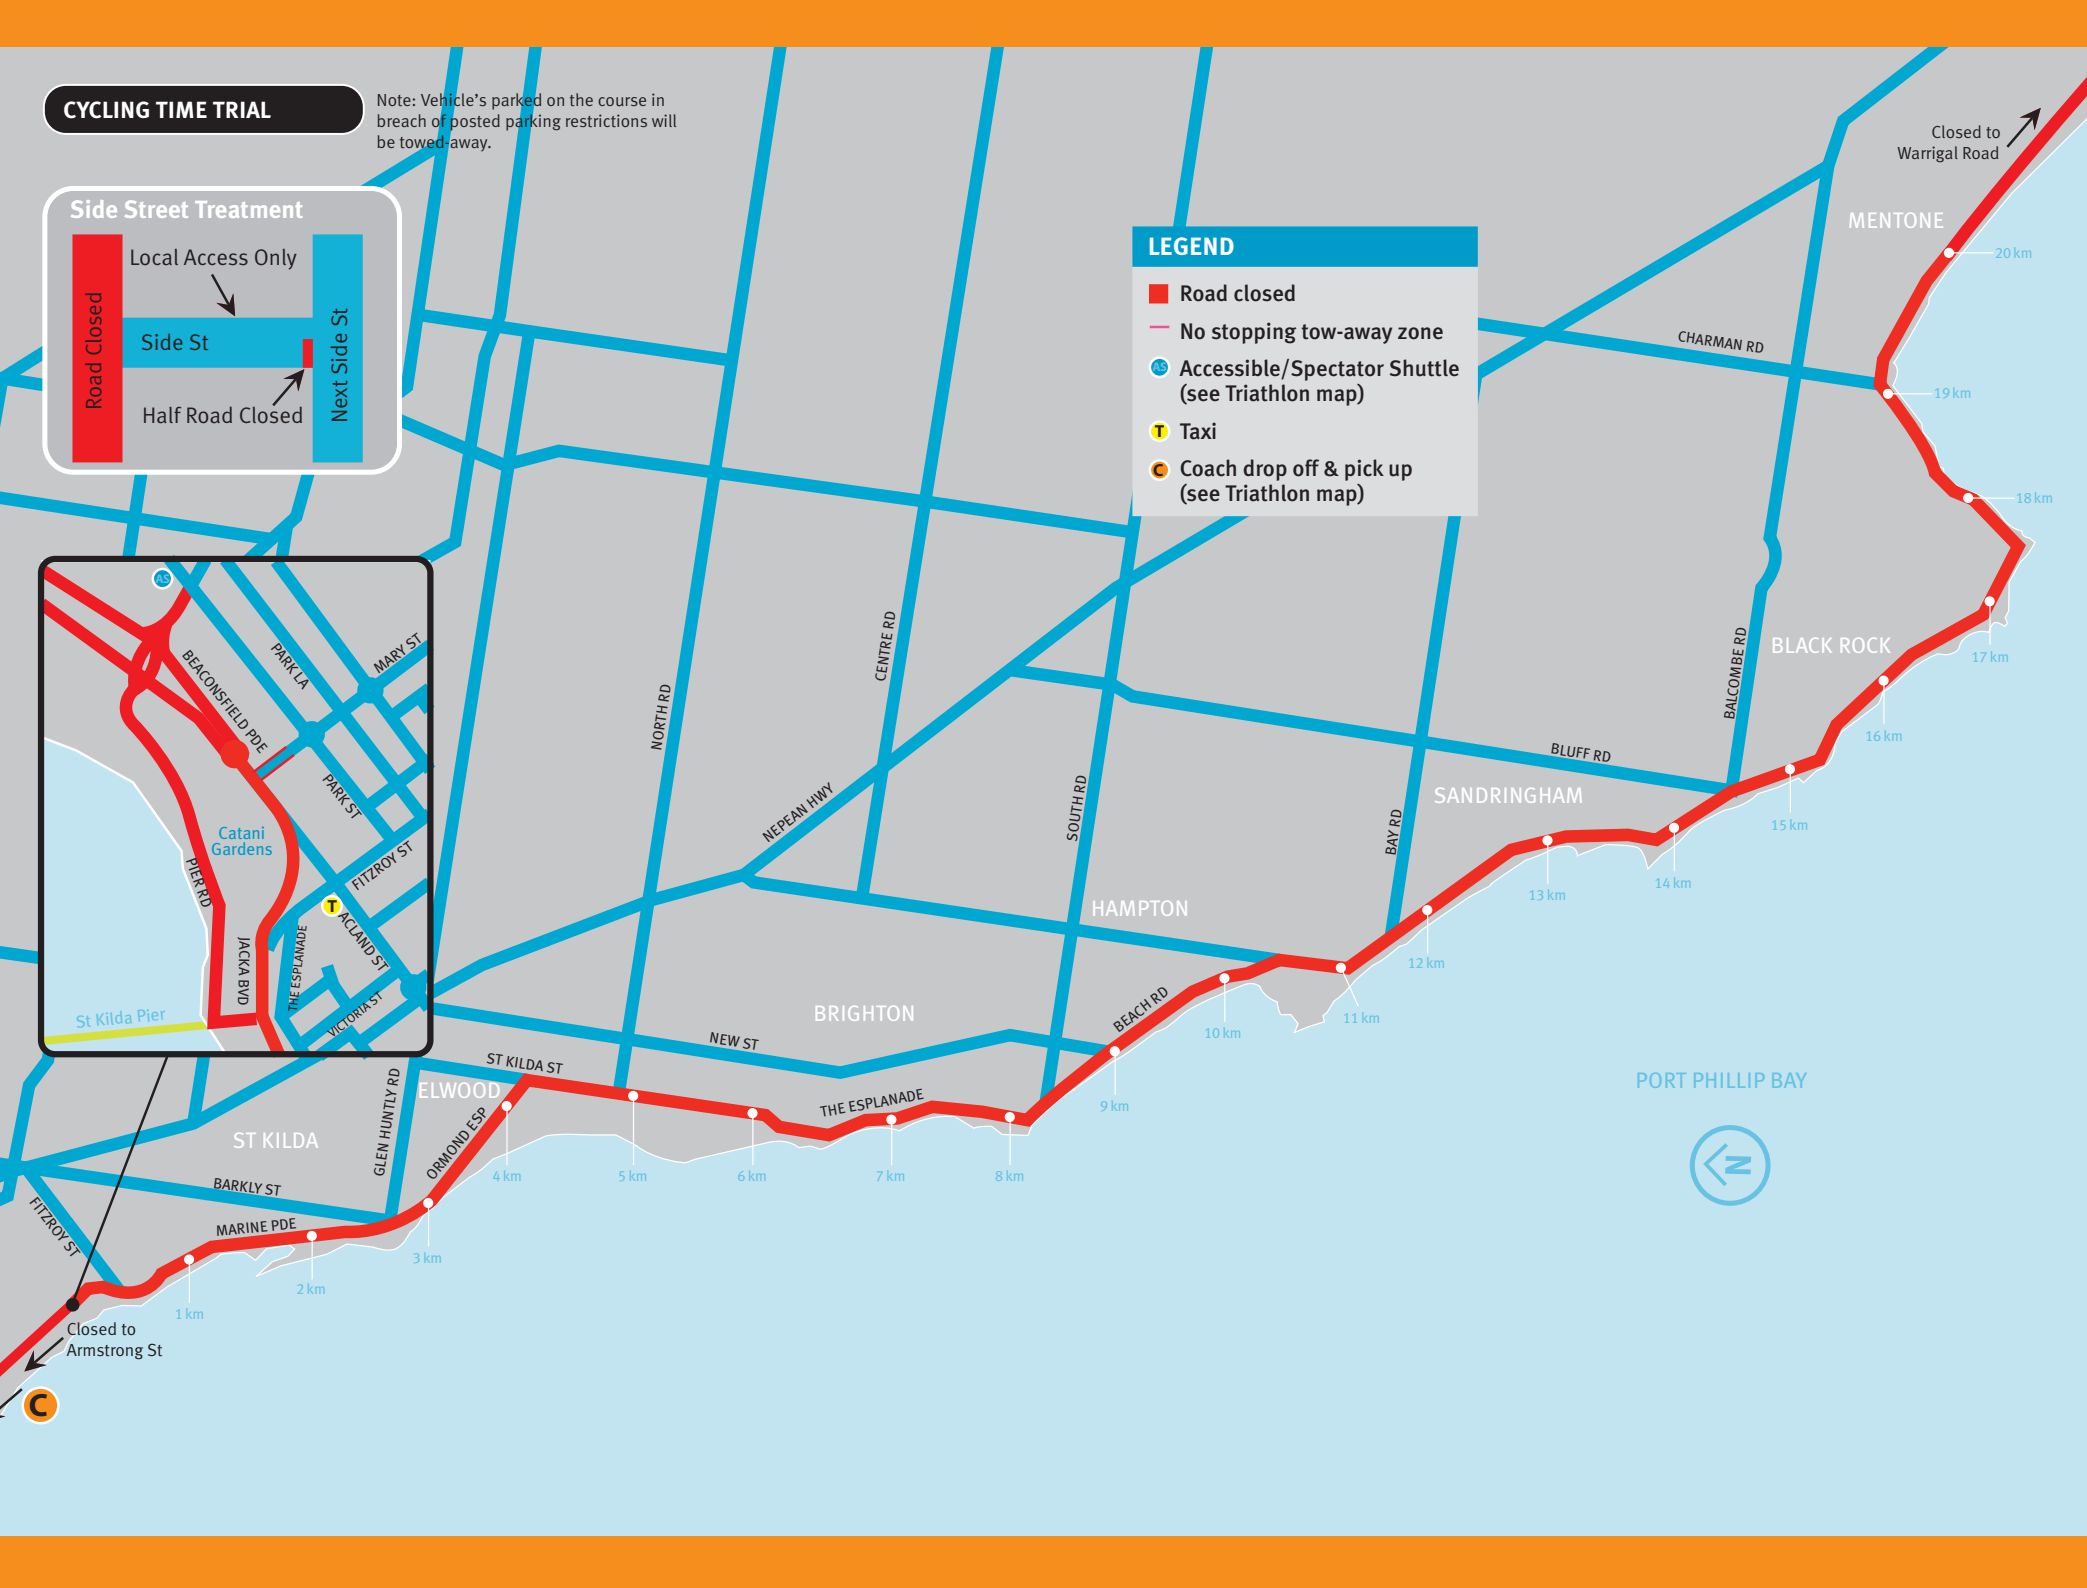 CYCLING TIME TRIAL
Note: Vehicle's parked on the course in
breach of posted parking restrictions will
be towed-away.
Side Street Treatment
Road Closed
Local Access Only
Side St
Half Road Closed
Next Side St
LEGEND
Road closed
No stopping tow-away zone
AS
Accessible/Spectator Shuttle
(see Triathlon map)
T
Taxi
C
Coach drop off & pick up
(see Triathlon map)
Closed to
Warrigal Road
MENTONE
20 km
CHARMAN RD
19 km
18 km
BALCOMBE RD
BLACK ROCK
17 km
16 km
BLUFF RD
SANDRINGHAM
15 km
14 km
13 km
BAY RD
12 km
HAMPTON
SOUTH RD
NEPEAN HWY
CENTRE RD
NORTH RD
BEACH RD
11 km
10 km
9 km
BRIGHTON
NEW ST
ST KILDA ST
THE ESPLANADE
ELWOOD
ORMOND ESP
GLEN HUNTLY RD
8 km
7 km
6 km
5 km
4 km
3 km
2 km
1 km
PORT PHILLIP BAY
N
ST KILDA
BARKLY ST
MARINE PDE
FITZROY ST
Closed to
Armstrong St
C
AS
BEACONSFIELD PDE
PARK LA
MARY ST
PARK ST
Catani
Gardens
PIER RD
FITZROY ST
T
ACLAND ST
JACKA BVD
THE ESPLANADE
VICTORIA ST
St Kilda Pier